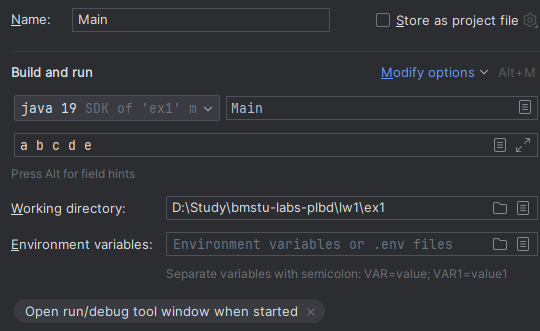 Name: Main Store as project file
Build and run Modify options Alt+M
java 19 SDK of 'ex1' m Main
a b c d e
Press Alt for field hints
Working directory: D:\Study\bmstu-labs-plbd\lw1\ex1
Environment variables: Environment variables or .env files
Separate variables with semicolon: VAR=value; VAR1=value1
Open run/debug tool window when started